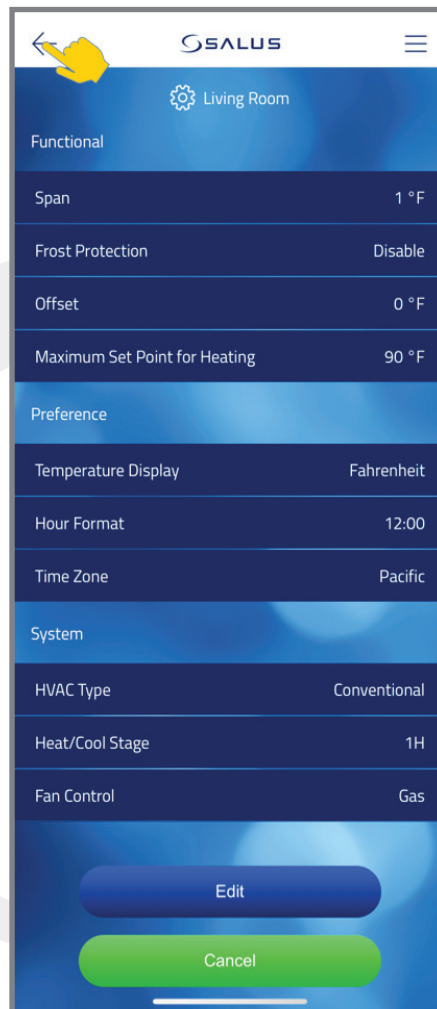 SALUS
Living Room
Functional
Span 1 °F
Frost Protection Disable
Offset 0 °F
Maximum Set Point for Heating 90 °F
Preference
Temperature Display Fahrenheit
Hour Format 12:00
Time Zone Pacific
System
HVAC Type Conventional
Heat/Cool Stage 1H
Fan Control Gas
Edit
Cancel